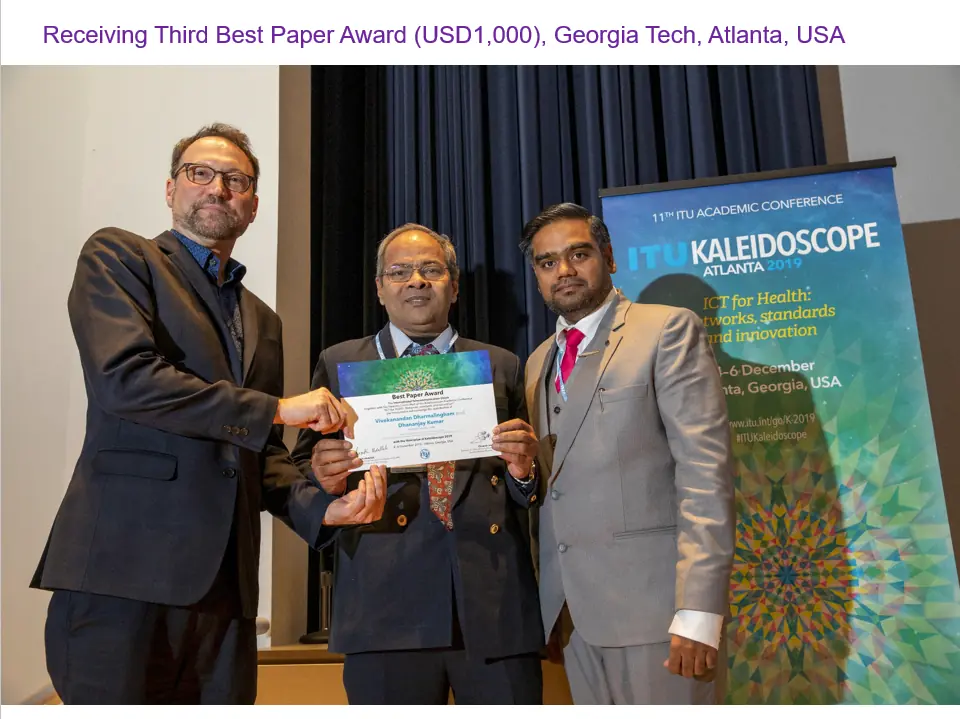 Receiving Third Best Paper Award (USD1,000), Georgia Tech, Atlanta, USA
11TH ITU ACADEMIC CONFERENCE
ITU KALEIDOSCOPE
ATLANTA 2019
ICT for Health:
tworks, standards
nd innovation
-6 December
nta, Georgia, USA
www.itu.int/go/K-2019
#ITUKaleidoscope
Best Paper Award
Vivekanandan Dharmalingham and
Dhananjay Kumar